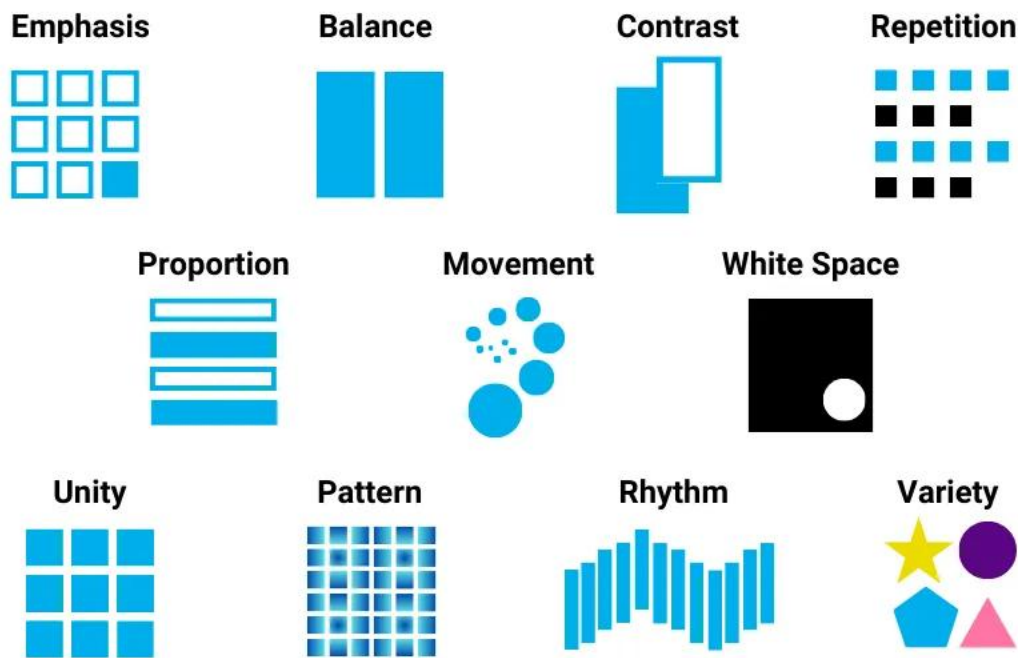 Emphasis
Balance
Contrast
Repetition
Proportion
Movement
White Space
Unity
Pattern
Rhythm
Variety